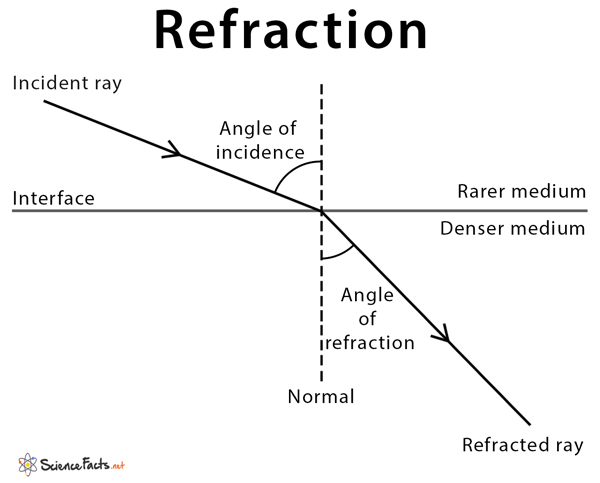 Refraction
Incident ray
Angle of
incidence
Interface
Rarer medium
Denser medium
Angle
of
refraction
Normal
Refracted ray
ScienceFacts.net